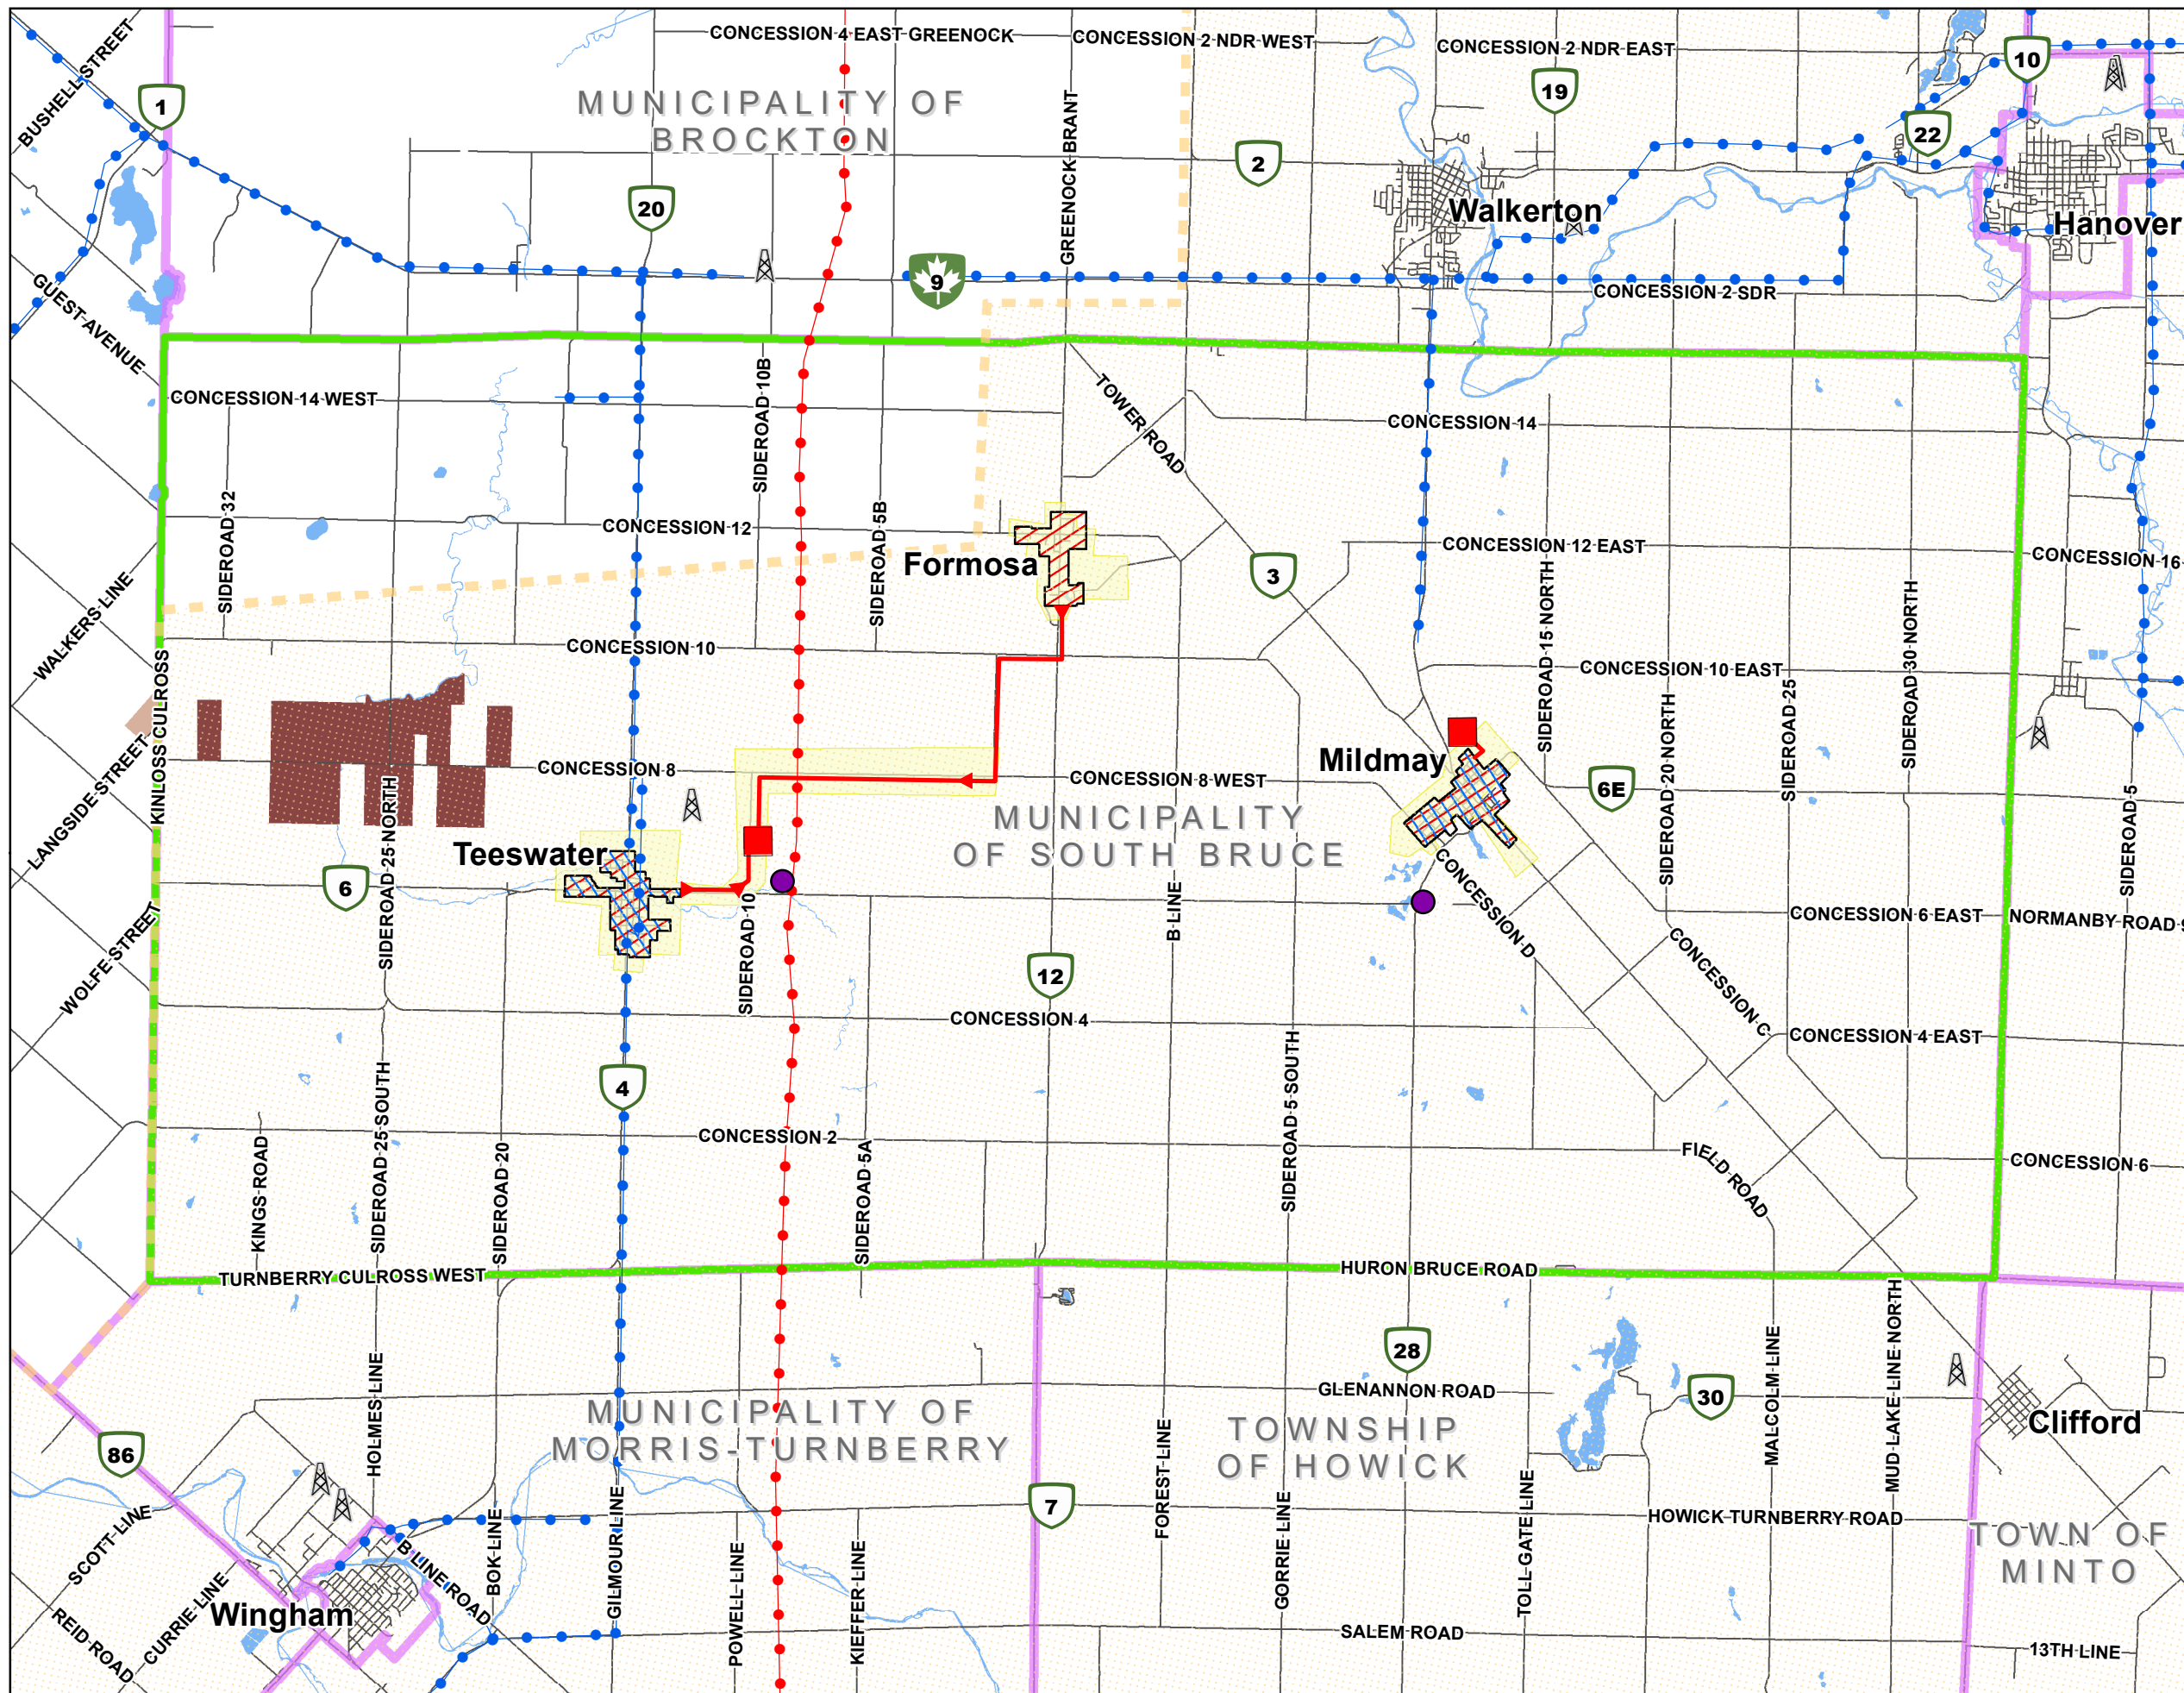 CONCESSION 4 EAST GREENOCK
CONCESSION 2 NDR WEST
CONCESSION 2 NDR EAST
BUSHELL STREET
1
10
19
22
MUNICIPALITY OF
BROCKTON
GREENOCK BRANT
2
20
Walkerton
Hanover
9
CONCESSION 2 SDR
GUEST AVENUE
CONCESSION 14 WEST
SIDEROAD 10B
TOWER ROAD
CONCESSION 14
SIDEROAD 32
CONCESSION 12
SIDEROAD 5B
Formosa
3
CONCESSION 12 EAST
CONCESSION 16
SIDEROAD 15 NORTH
SIDEROAD 30 NORTH
WALKERS LINE
CONCESSION 10
CONCESSION 10 EAST
KINLOSS CULROSS
SIDEROAD 20 NORTH
SIDEROAD 25
LANGSIDE STREET
CONCESSION 8
CONCESSION 8 WEST
Mildmay
6E
SIDEROAD 25 NORTH
MUNICIPALITY
OF SOUTH BRUCE
SIDEROAD 5
Teeswater
6
CONCESSION D
B LINE
SIDEROAD 10
CONCESSION 6 EAST
NORMANBY ROAD 9
WOLFE STREET
12
CONCESSION C
CONCESSION 4
CONCESSION 4 EAST
4
SIDEROAD 25 SOUTH
SIDEROAD 5 SOUTH
KINGS ROAD
SIDEROAD 20
CONCESSION 2
SIDEROAD 5A
FIELD ROAD
CONCESSION 6
TURNBERRY CULROSS WEST
HURON BRUCE ROAD
MUD LAKE LINE NORTH
28
HOLMES LINE
GLENANNON ROAD
30
MALCOLM LINE
MUNICIPALITY OF
MORRIS-TURNBERRY
TOWNSHIP
OF HOWICK
Clifford
86
FOREST LINE
7
TOLL GATE LINE
GORRIE LINE
HOWICK TURNBERRY ROAD
SCOTT LINE
B LINE ROAD
BOK LINE
GILMOUR LINE
POWELL LINE
KIEFFER LINE
TOWN OF
MINTO
Wingham
REID ROAD
CURRIE LINE
SALEM ROAD
13TH LINE